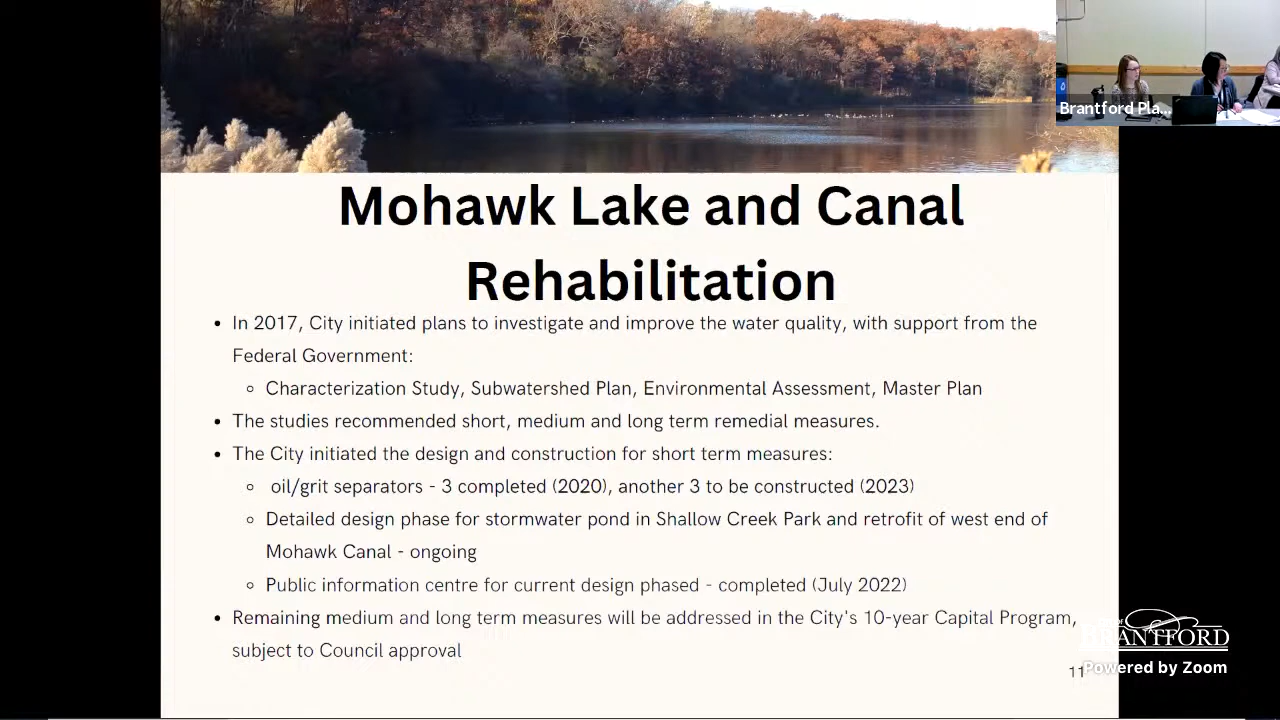 Brantford Pla...
Mohawk Lake and Canal
Rehabilitation
• In 2017, City initiated plans to investigate and improve the water quality, with support from the
Federal Government:
◦ Characterization Study, Subwatershed Plan, Environmental Assessment, Master Plan
• The studies recommended short, medium and long term remedial measures.
• The City initiated the design and construction for short term measures:
◦ oil/grit separators - 3 completed (2020), another 3 to be constructed (2023)
◦ Detailed design phase for stormwater pond in Shallow Creek Park and retrofit of west end of
Mohawk Canal - ongoing
◦ Public information centre for current design phased - completed (July 2022)
• Remaining medium and long term measures will be addressed in the City's 10-year Capital Program,
subject to Council approval
BRANTFORD
11
Powered by Zoom